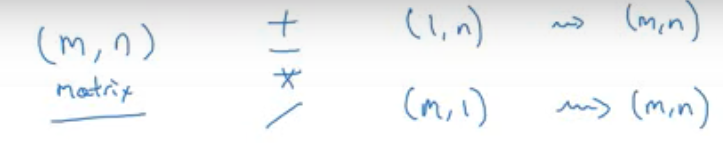 (m, n) + (1, n) ⇝ (m, n)
matrix -
*
/ (m, 1) ⇝ (m, n)